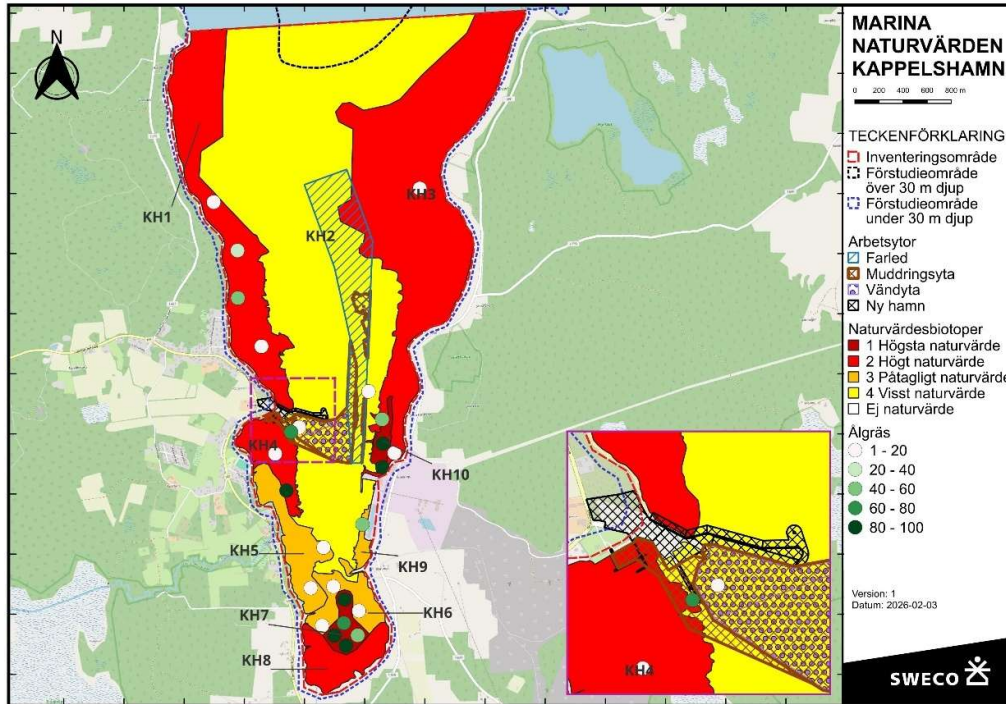 MARINA
NATURVÄRDEN
KAPPELSHAMN
0 200 400 600 800 m
TECKENFÖRKLARING
Inventeringsområde
Förstudieområde
över 30 m djup
Förstudieområde
under 30 m djup
Arbetsytor
Farled
Muddringsyta
Vändyta
Ny hamn
Naturvärdesbiotoper
1 Högsta naturvärde
2 Högt naturvärde
3 Påtagligt naturvärde
4 Visst naturvärde
Ej naturvärde
Ålgräs
1 - 20
20 - 40
40 - 60
60 - 80
80 - 100
Version: 1
Datum: 2026-02-03
SWECO
N
KH1
KH3
KH2
KH4
KH10
KH5
KH9
KH7
KH6
KH8
KH4